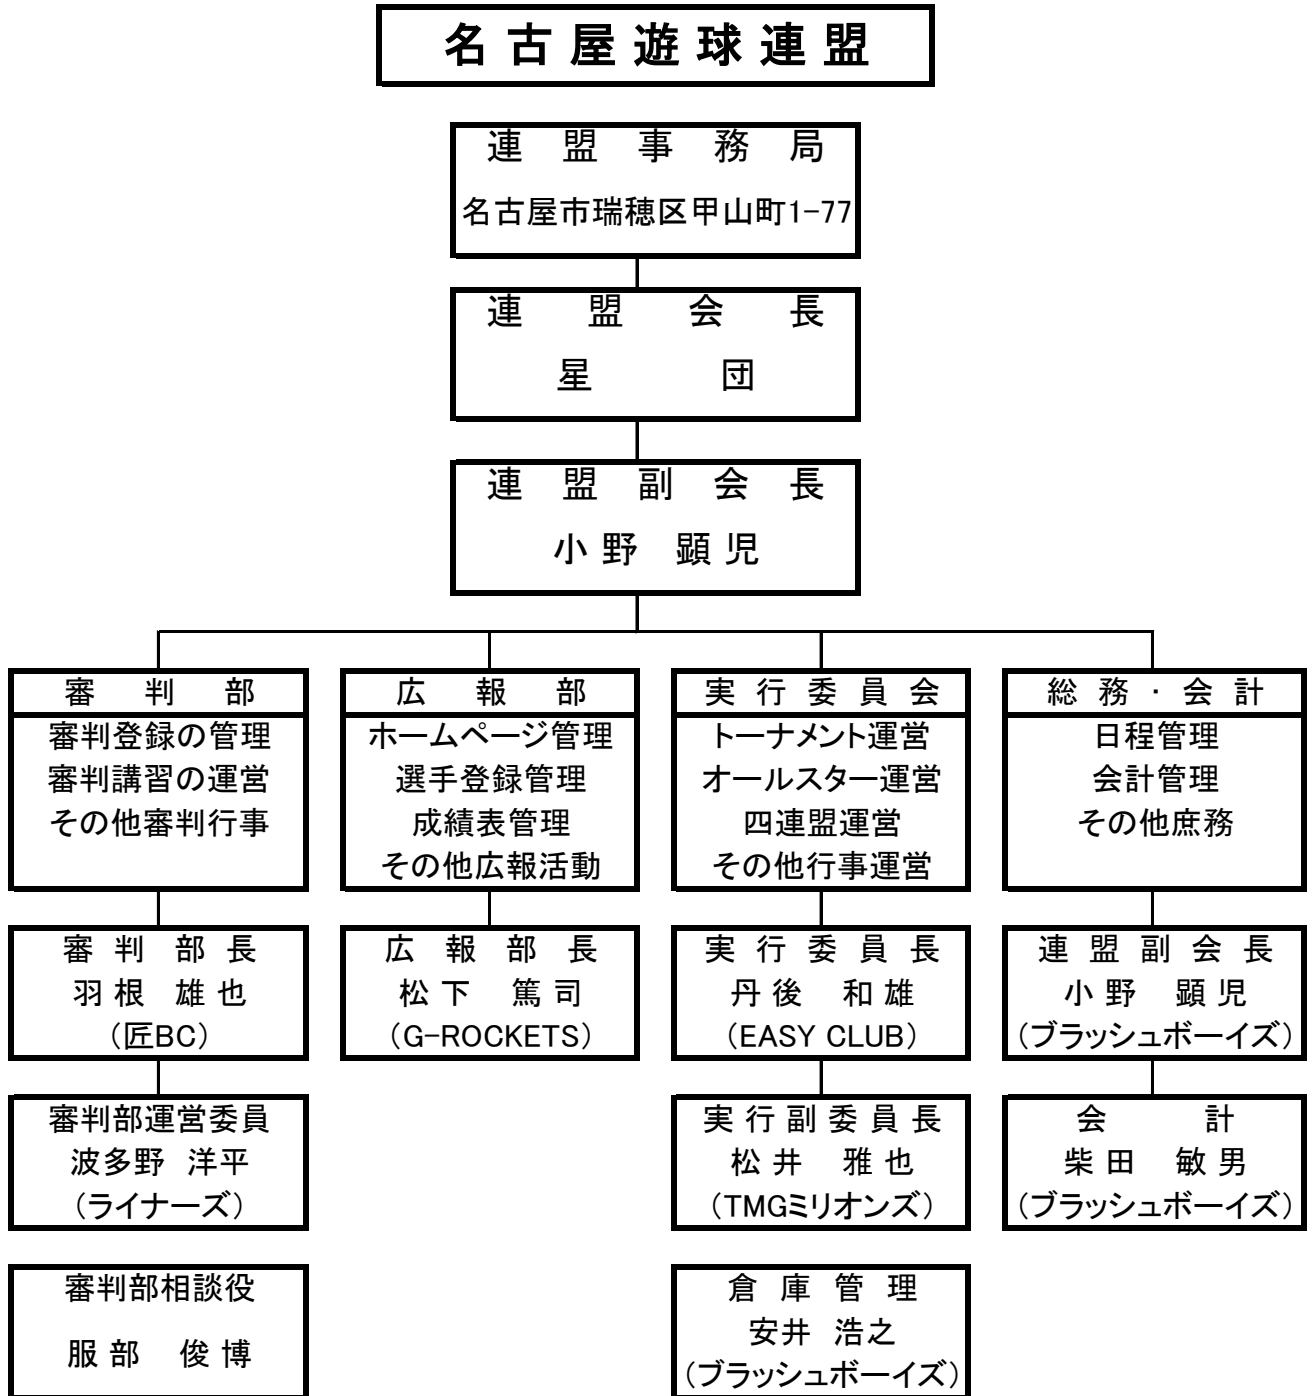 名古屋遊球連盟
連盟事務局
名古屋市瑞穂区甲山町1-77
連盟会長
星 団
連盟副会長
小野 顕児
審判部
審判登録の管理
審判講習の運営
その他審判行事
広報部
ホームページ管理
選手登録管理
成績表管理
その他広報活動
実行委員会
トーナメント運営
オールスター運営
四連盟運営
その他行事運営
総務・会計
日程管理
会計管理
その他庶務
審判部長
羽根 雄也
(匠BC)
広報部長
松下 篤司
(G-ROCKETS)
実行委員長
丹後 和雄
(EASY CLUB)
連盟副会長
小野 顕児
(ブラッシュボーイズ)
審判部運営委員
波多野 洋平
(ライナーズ)
実行副委員長
松井 雅也
(TMGミリオンズ)
会計
柴田 敏男
(ブラッシュボーイズ)
審判部相談役
服部 俊博
倉庫管理
安井 浩之
(ブラッシュボーイズ)